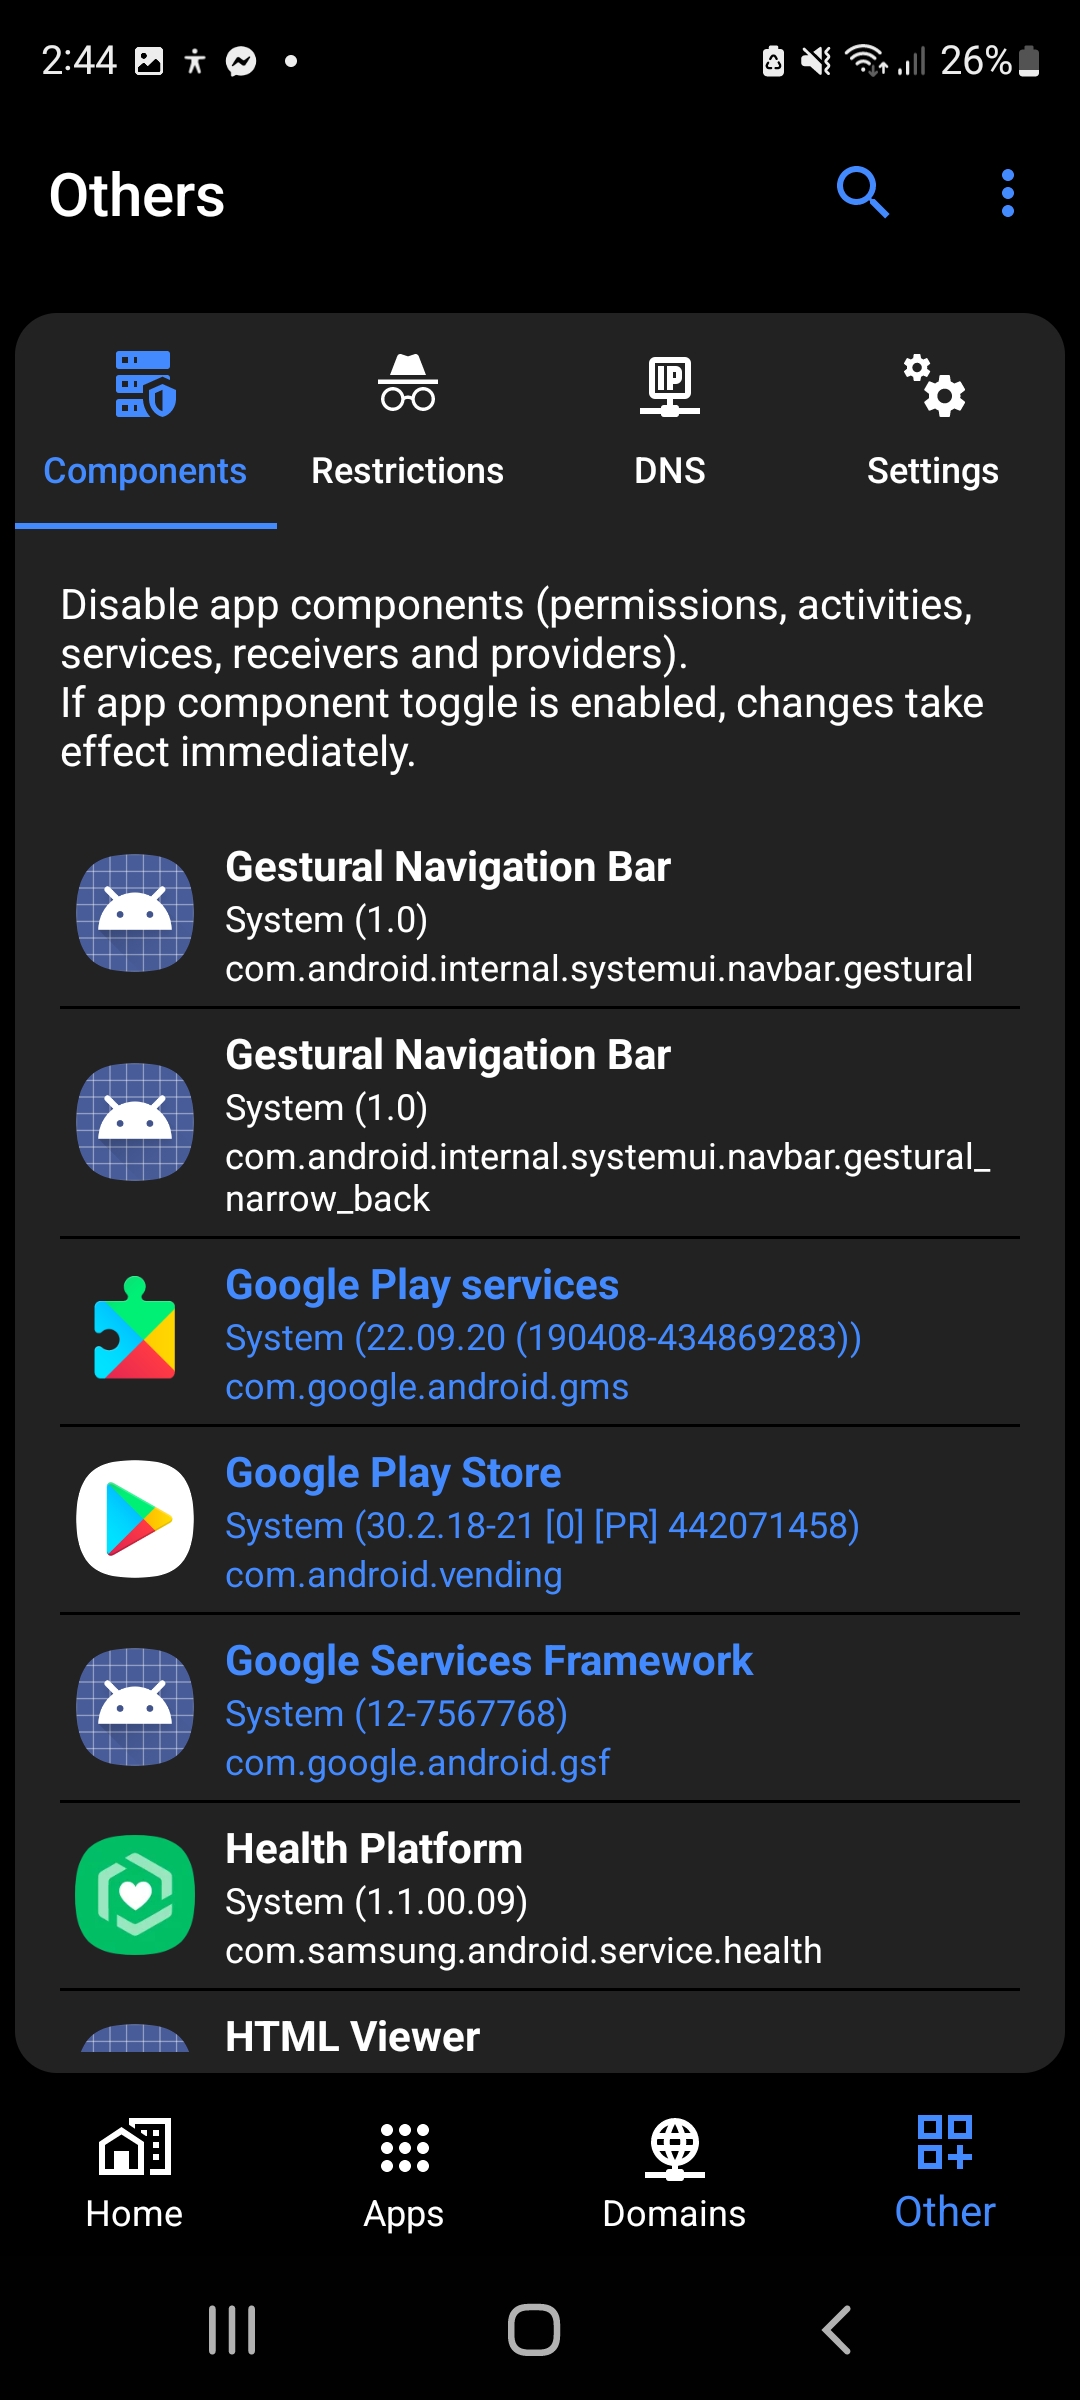 2:44
26%
Others
Components
Restrictions
DNS
Settings
Disable app components (permissions, activities,
services, receivers and providers).
If app component toggle is enabled, changes take
effect immediately.
Gestural Navigation Bar
System (1.0)
com.android.internal.systemui.navbar.gestural
Gestural Navigation Bar
System (1.0)
com.android.internal.systemui.navbar.gestural_
narrow_back
Google Play services
System (22.09.20 (190408-434869283))
com.google.android.gms
Google Play Store
System (30.2.18-21 [0] [PR] 442071458)
com.android.vending
Google Services Framework
System (12-7567768)
com.google.android.gsf
Health Platform
System (1.1.00.09)
com.samsung.android.service.health
HTML Viewer
Home
Apps
Domains
Other